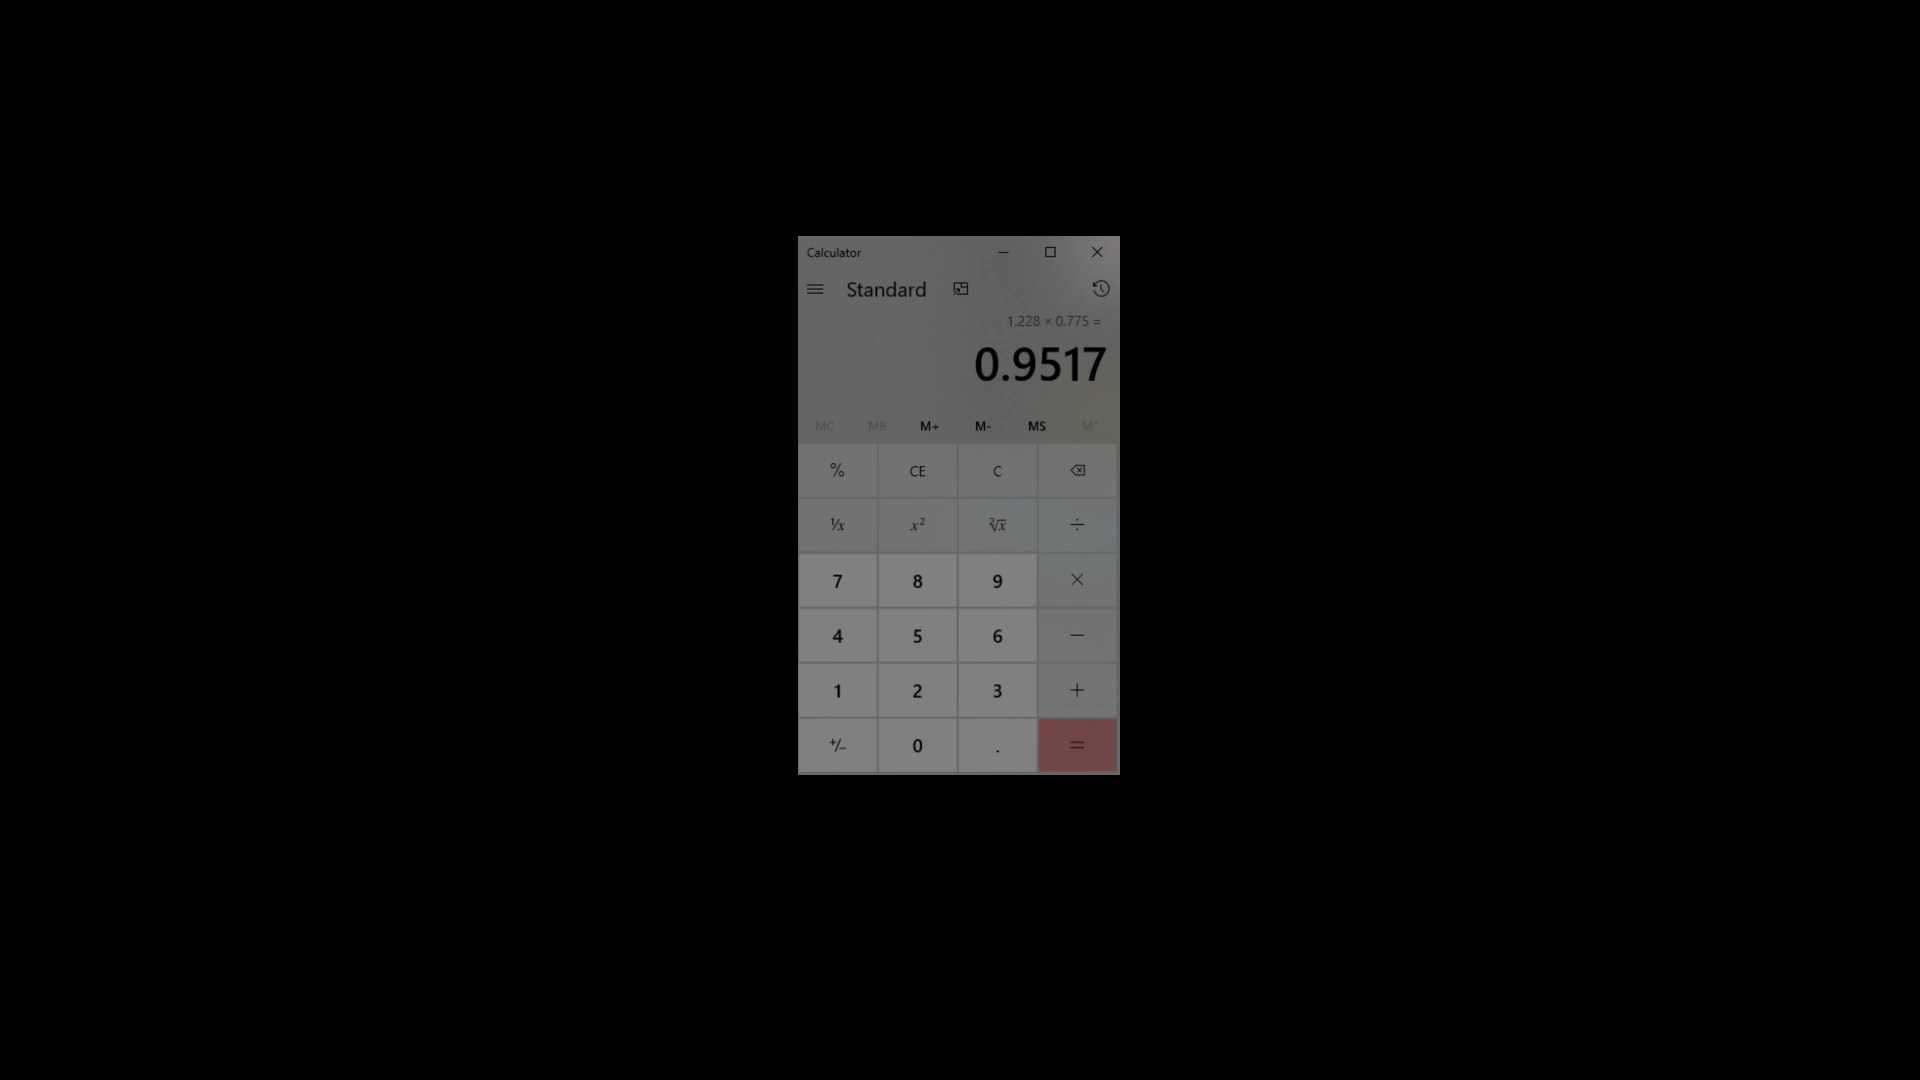 Calculator
Standard
1.228 × 0.775 =
0.9517
MC MR M+ M- MS M˅
% CE C
¹/x x² ²√x ÷
7 8 9 ×
4 5 6 −
1 2 3 +
+/− 0 . =